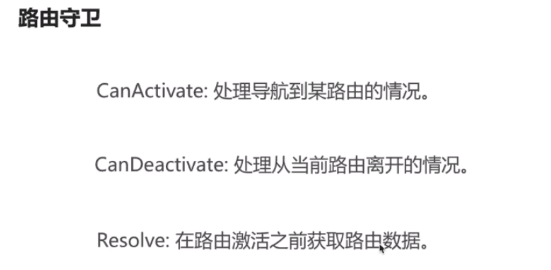 路由守卫
CanActivate: 处理导航到某路由的情况。
CanDeactivate: 处理从当前路由离开的情况。
Resolve: 在路由激活之前获取路由数据。